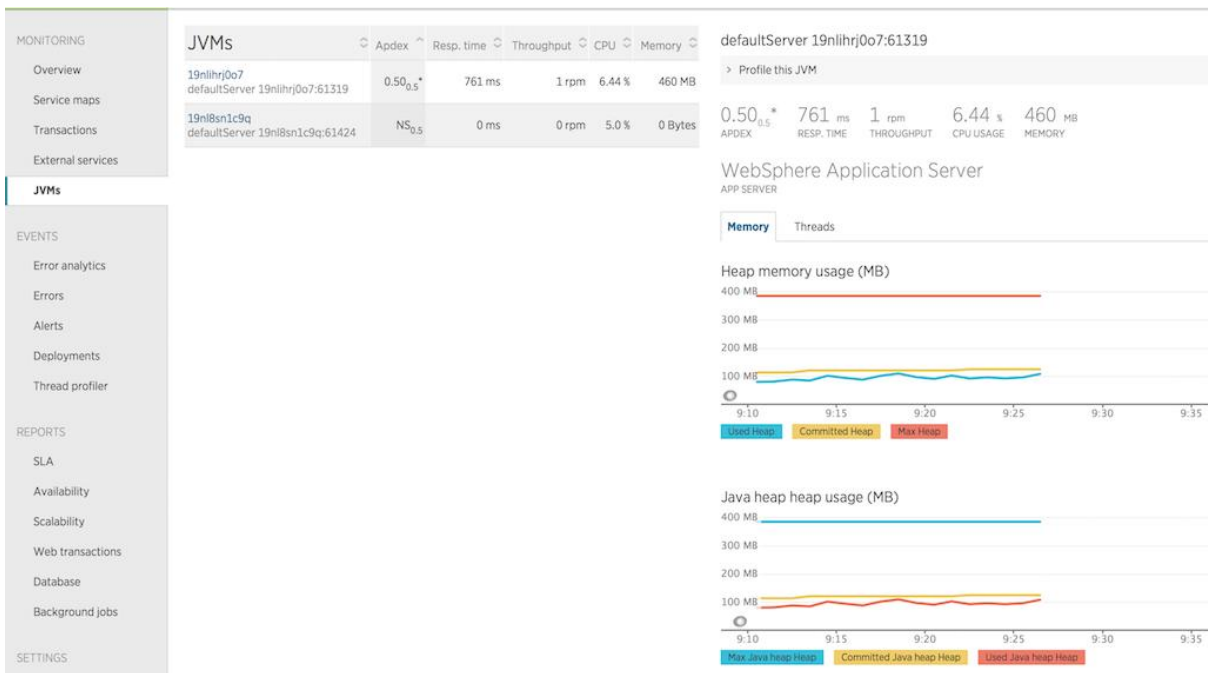 MONITORING
Overview
Service maps
Transactions
External services
JVMs
EVENTS
Error analytics
Errors
Alerts
Deployments
Thread profiler
REPORTS
SLA
Availability
Scalability
Web transactions
Database
Background jobs
SETTINGS
JVMs Apdex Resp. time Throughput CPU Memory
19nlihrj0o7
defaultServer 19nlihrj0o7:61319 0.50 0.5* 761 ms 1 rpm 6.44 % 460 MB
19nl8sn1c9q
defaultServer 19nl8sn1c9q:61424 NS 0.5 0 ms 0 rpm 5.0 % 0 Bytes
defaultServer 19nlihrj0o7:61319
> Profile this JVM
0.50 0.5* 761 ms 1 rpm 6.44 % 460 MB
APDEX RESP. TIME THROUGHPUT CPU USAGE MEMORY
WebSphere Application Server
APP SERVER
Memory Threads
Heap memory usage (MB)
400 MB
300 MB
200 MB
100 MB
9:10 9:15 9:20 9:25 9:30 9:35
Used Heap Committed Heap Max Heap
Java heap heap usage (MB)
400 MB
300 MB
200 MB
100 MB
9:10 9:15 9:20 9:25 9:30 9:35
Max Java heap Heap Committed Java heap Heap Used Java heap Heap